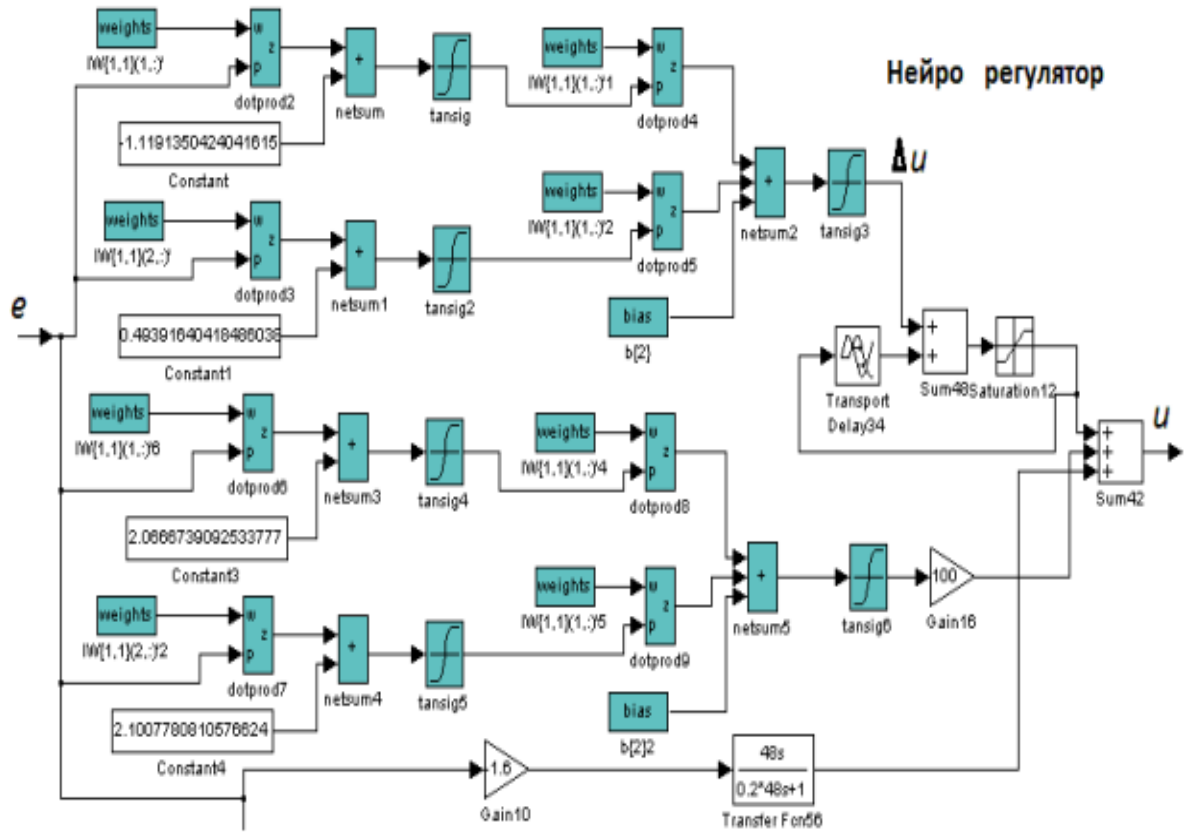 weights
w
z
p
IW[1,1](1,:)'
dotprod2
+
netsum
tansig
weights
w
z
p
IW[1,1](1,:)'1
dotprod4
Нейро регулятор
-1.1191350424041615
Constant
weights
w
z
p
IW[1,1](2,:)'
dotprod3
+
netsum1
tansig2
weights
w
z
p
IW[1,1](1,:)'2
dotprod5
+
netsum2
tansig3
Δu
e
0.49391640418486038
Constant1
bias
b{2}
Transport
Delay34
+
+
Sum48
Saturation12
weights
w
z
p
IW[1,1](1,:)'6
dotprod6
+
netsum3
tansig4
weights
w
z
p
IW[1,1](1,:)'4
dotprod8
+
+
+
Sum42
u
2.0666739092533777
Constant3
weights
w
z
p
IW[1,1](2,:)'2
dotprod7
+
netsum4
tansig5
weights
w
z
p
IW[1,1](1,:)'5
dotprod9
+
netsum5
tansig6
100
Gain16
2.1007780810576624
Constant4
bias
b[2]2
1.6
Gain10
48s
0.2*48s+1
Transfer Fcn56